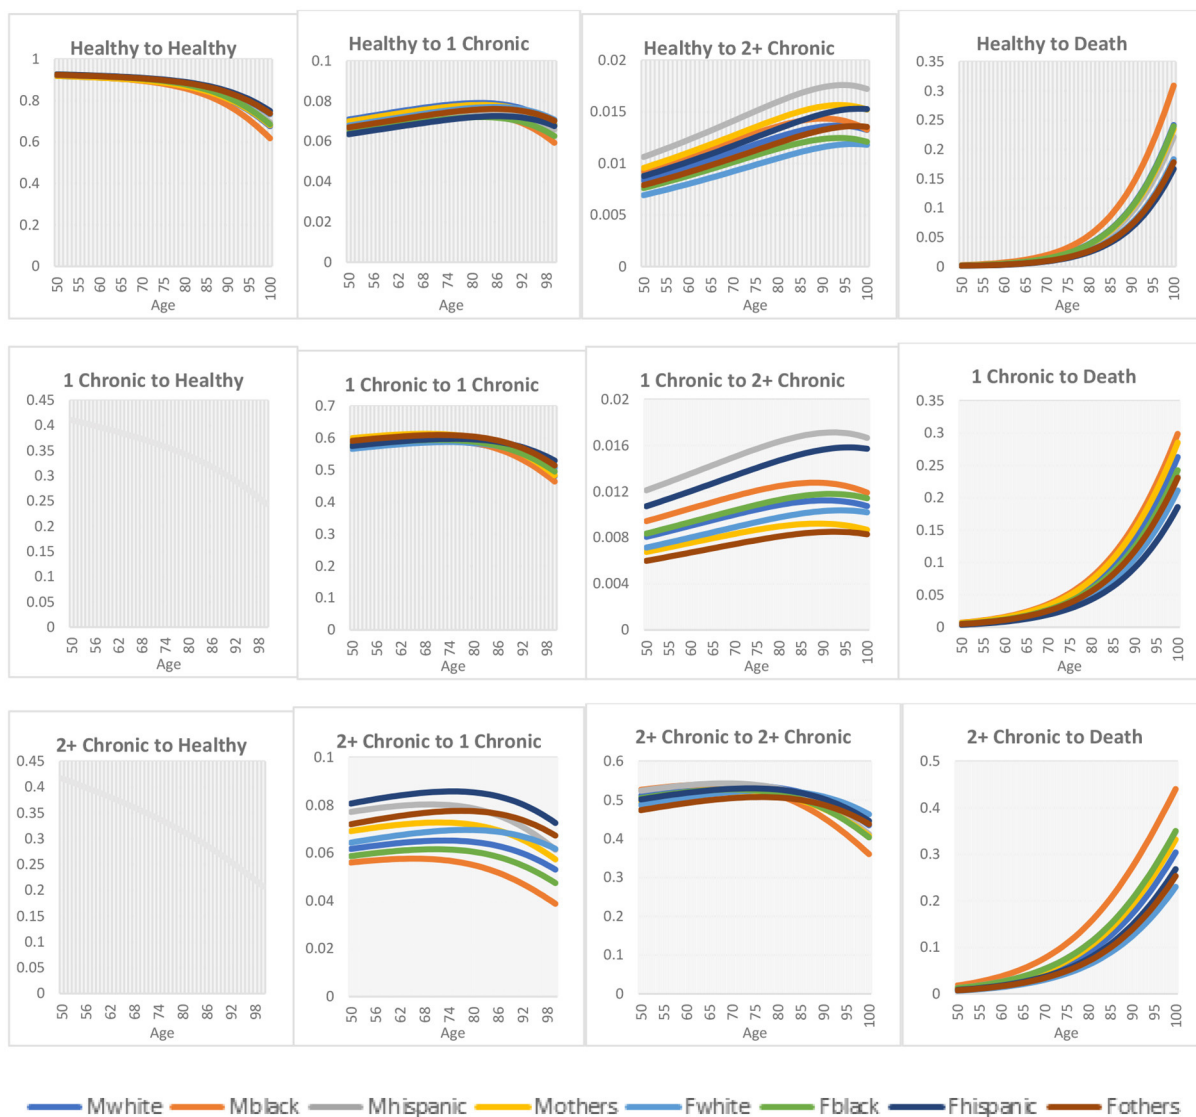 Healthy to Healthy
1
0.8
0.6
0.4
0.2
0
50 55 60 65 70 75 80 85 90 95 100
Age
Healthy to 1 Chronic
0.1
0.08
0.06
0.04
0.02
0
50 56 62 68 74 80 86 92 98
Age
Healthy to 2+ Chronic
0.02
0.015
0.01
0.005
0
50 55 60 65 70 75 80 85 90 95 100
Age
Healthy to Death
0.35
0.3
0.25
0.2
0.15
0.1
0.05
0
50 55 60 65 70 75 80 85 90 95 100
Age
1 Chronic to Healthy
0.45
0.4
0.35
0.3
0.25
0.2
0.15
0.1
0.05
0
50 56 62 68 74 80 86 92 98
Age
1 Chronic to 1 Chronic
0.7
0.6
0.5
0.4
0.3
0.2
0.1
0
50 56 62 68 74 80 86 92 98
Age
1 Chronic to 2+ Chronic
0.02
0.016
0.012
0.008
0.004
0
50 55 60 65 70 75 80 85 90 95 100
Age
1 Chronic to Death
0.35
0.3
0.25
0.2
0.15
0.1
0.05
0
50 55 60 65 70 75 80 85 90 95 100
Age
2+ Chronic to Healthy
0.45
0.4
0.35
0.3
0.25
0.2
0.15
0.1
0.05
0
50 56 62 68 74 80 86 92 98
Age
2+ Chronic to 1 Chronic
0.1
0.08
0.06
0.04
0.02
0
50 56 62 68 74 80 86 92 98
Age
2+ Chronic to 2+ Chronic
0.6
0.5
0.4
0.3
0.2
0.1
0
50 55 60 65 70 75 80 85 90 95 100
Age
2+ Chronic to Death
0.5
0.4
0.3
0.2
0.1
0
50 55 60 65 70 75 80 85 90 95 100
Age
Mwhite Mblack Mhispanic Mothers Fwhite Fblack Fhispanic Fothers